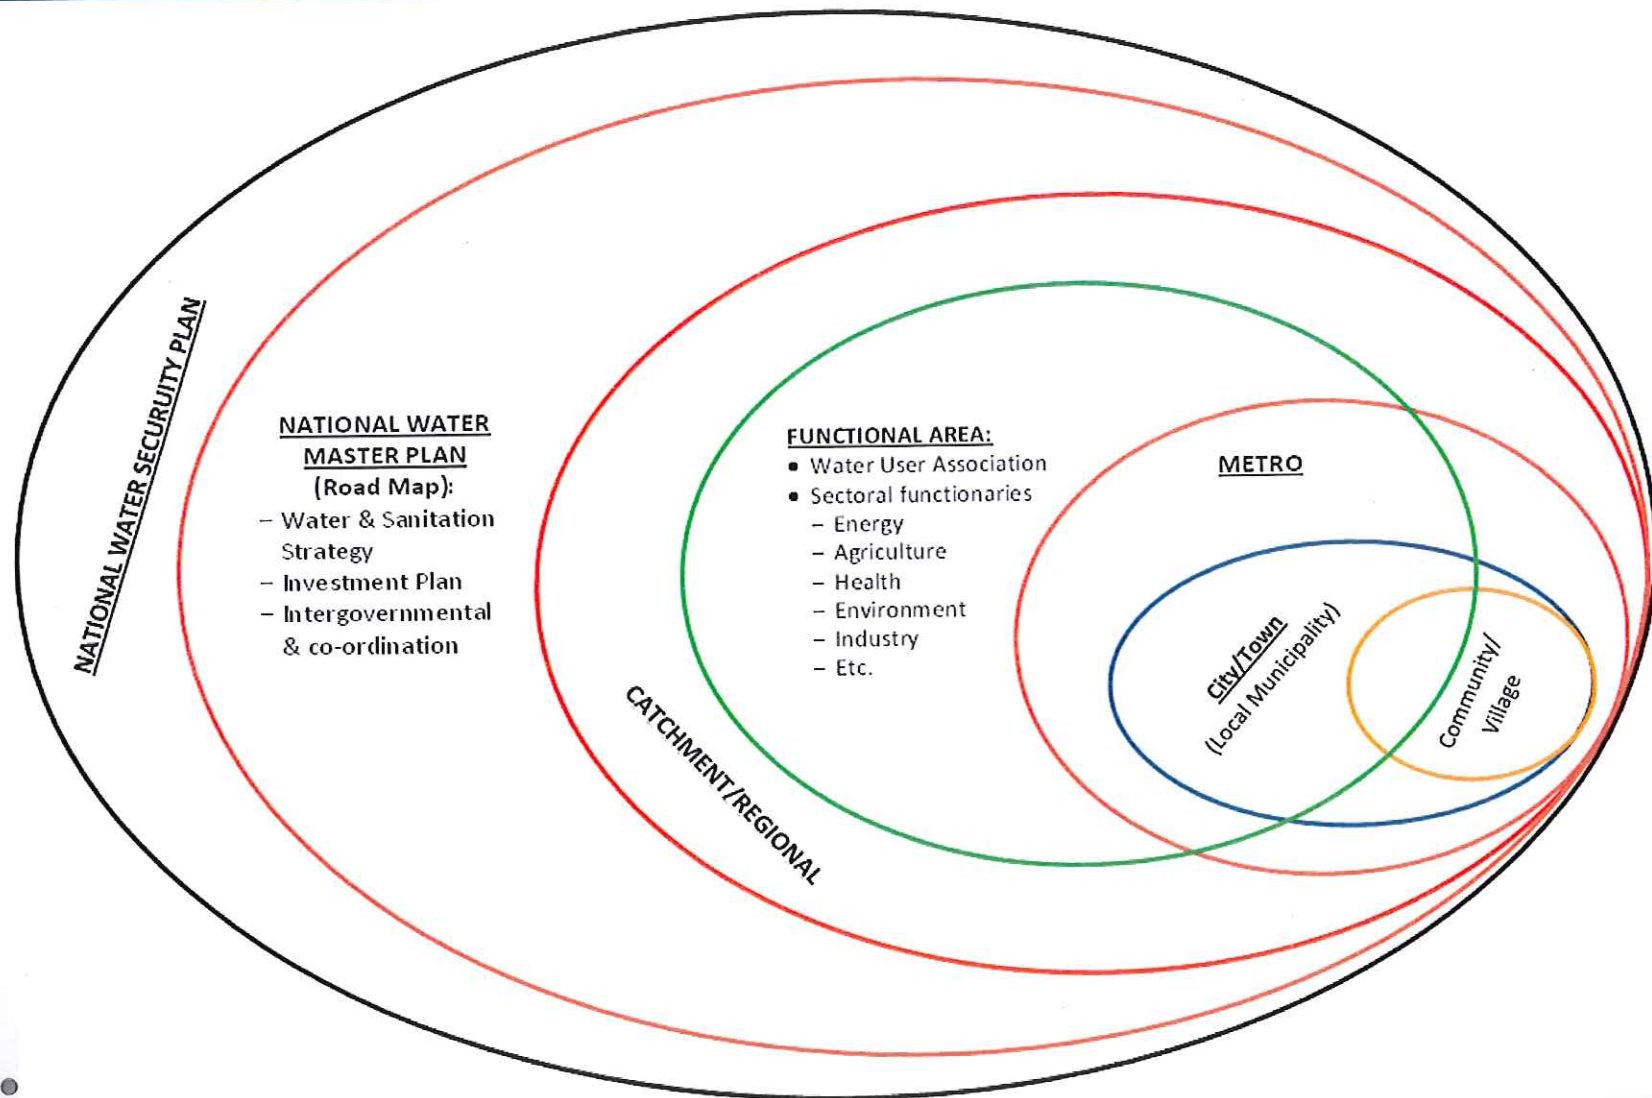 NATIONAL WATER SECURUITY PLAN
NATIONAL WATER
MASTER PLAN
(Road Map):
– Water & Sanitation
Strategy
– Investment Plan
– Intergovernmental
& co-ordination
CATCHMENT/REGIONAL
FUNCTIONAL AREA:
• Water User Association
• Sectoral functionaries
– Energy
– Agriculture
– Health
– Environment
– Industry
– Etc.
METRO
City/Town
(Local Municipality)
Community/
Village